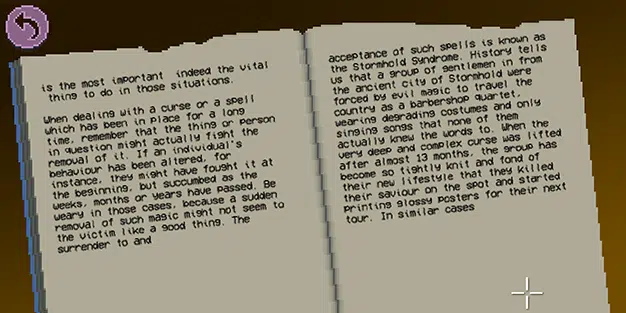 is the most important  indeed the vital
thing to do in those situations.
When dealing with a curse or a spell
which has been in place for a long
time, remember that the thing or person
in question might actually fight the
removal of it. If an individual's
behaviour has been altered, for
instance, they might have fought it at
the beginning, but succumbed as the
weeks, months or years have passed. Be
weary in those cases, because a sudden
removal of such magic might not seem to
the victim like a good thing. The
surrender to and
acceptance of such spells is known as
the Stormhold Syndrome. History tells
us that a group of gentlemen in from
the ancient city of Stormhold were
forced by evil magic to travel the
country as a barbershop quartet,
wearing degrading costumes and only
singing songs that none of them
actually knew the words to. When the
very deep and complex curse was lifted
after almost 13 months, the group has
become so tightly knit and fond of
their new lifestyle that they killed
their saviour on the spot and started
printing glossy posters for their next
tour. In similar cases